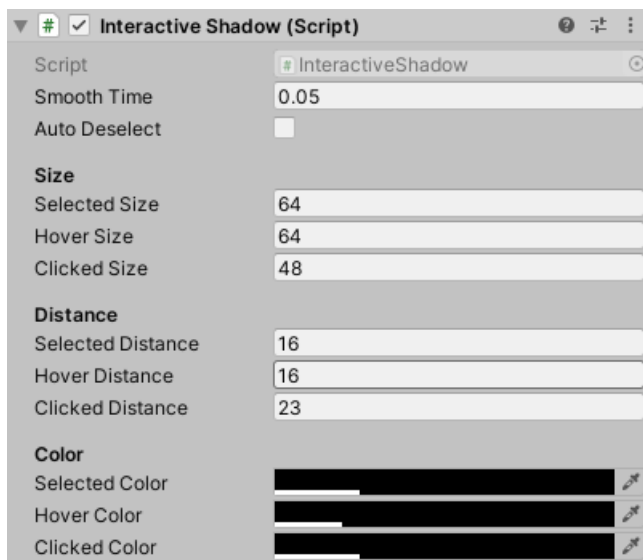 Interactive Shadow (Script)
Script # InteractiveShadow
Smooth Time 0.05
Auto Deselect
Size
Selected Size 64
Hover Size 64
Clicked Size 48
Distance
Selected Distance 16
Hover Distance 16
Clicked Distance 23
Color
Selected Color
Hover Color
Clicked Color